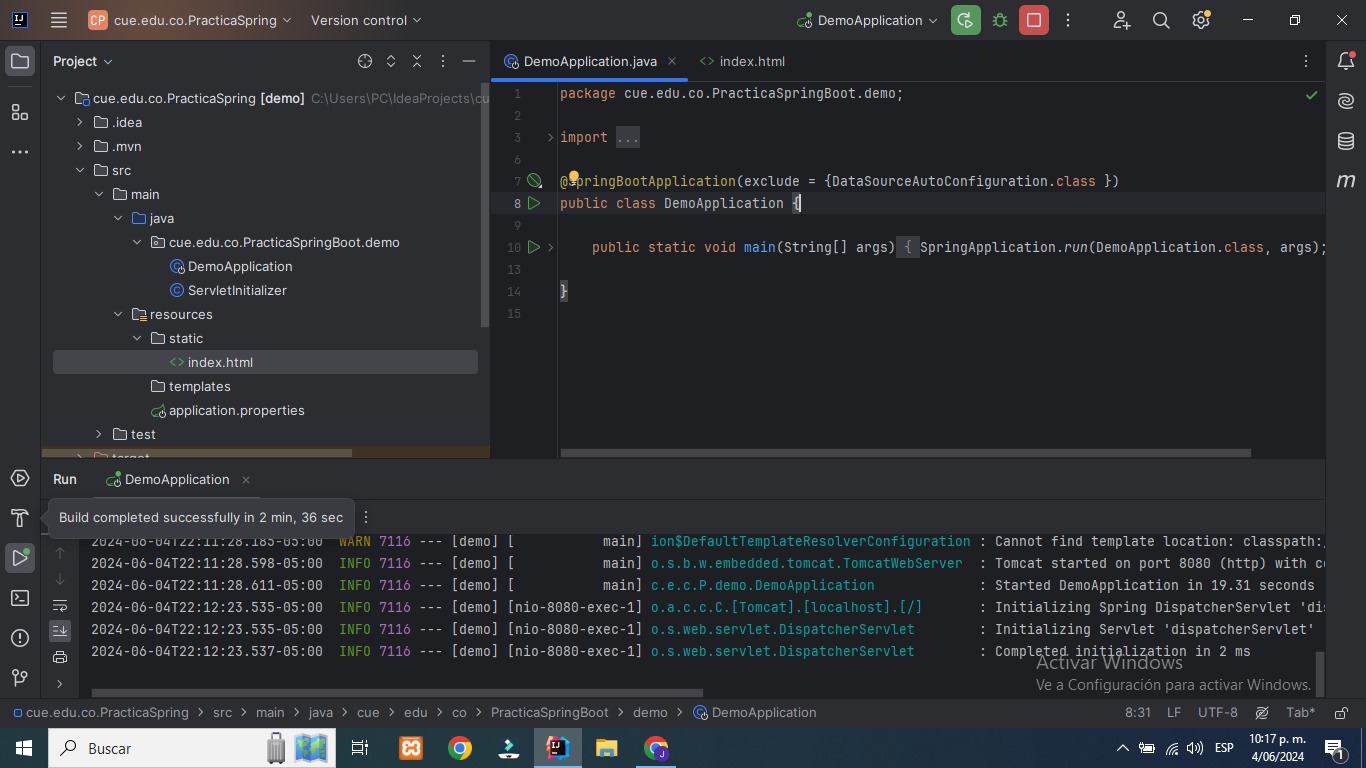 CP cue.edu.co.PracticaSpring Version control DemoApplication
Project
cue.edu.co.PracticaSpring [demo] C:\Users\PC\IdeaProjects\cu
.idea
.mvn
src
main
java
cue.edu.co.PracticaSpringBoot.demo
DemoApplication
ServletInitializer
resources
static
index.html
templates
application.properties
test
target
DemoApplication.java index.html
1 package cue.edu.co.PracticaSpringBoot.demo;
2
3 import ...
6
7 @SpringBootApplication(exclude = {DataSourceAutoConfiguration.class })
8 public class DemoApplication {
9
10 public static void main(String[] args) { SpringApplication.run(DemoApplication.class, args);
13
14 }
15
Run DemoApplication
Build completed successfully in 2 min, 36 sec
2024-06-04T22:11:28.185-05:00 WARN 7116 --- [demo] [ main] ion$DefaultTemplateResolverConfiguration : Cannot find template location: classpath:/
2024-06-04T22:11:28.598-05:00 INFO 7116 --- [demo] [ main] o.s.b.w.embedded.tomcat.TomcatWebServer : Tomcat started on port 8080 (http) with co
2024-06-04T22:11:28.611-05:00 INFO 7116 --- [demo] [ main] c.e.c.P.demo.DemoApplication : Started DemoApplication in 19.31 seconds
2024-06-04T22:12:23.535-05:00 INFO 7116 --- [demo] [nio-8080-exec-1] o.a.c.c.C.[Tomcat].[localhost].[/] : Initializing Spring DispatcherServlet 'dis
2024-06-04T22:12:23.535-05:00 INFO 7116 --- [demo] [nio-8080-exec-1] o.s.web.servlet.DispatcherServlet : Initializing Servlet 'dispatcherServlet'
2024-06-04T22:12:23.537-05:00 INFO 7116 --- [demo] [nio-8080-exec-1] o.s.web.servlet.DispatcherServlet : Completed initialization in 2 ms
Activar Windows
Ve a Configuración para activar Windows.
cue.edu.co.PracticaSpring > src > main > java > cue > edu > co > PracticaSpringBoot > demo > DemoApplication 8:31 LF UTF-8 Tab*
Buscar ESP 10:17 p. m.
4/06/2024 1